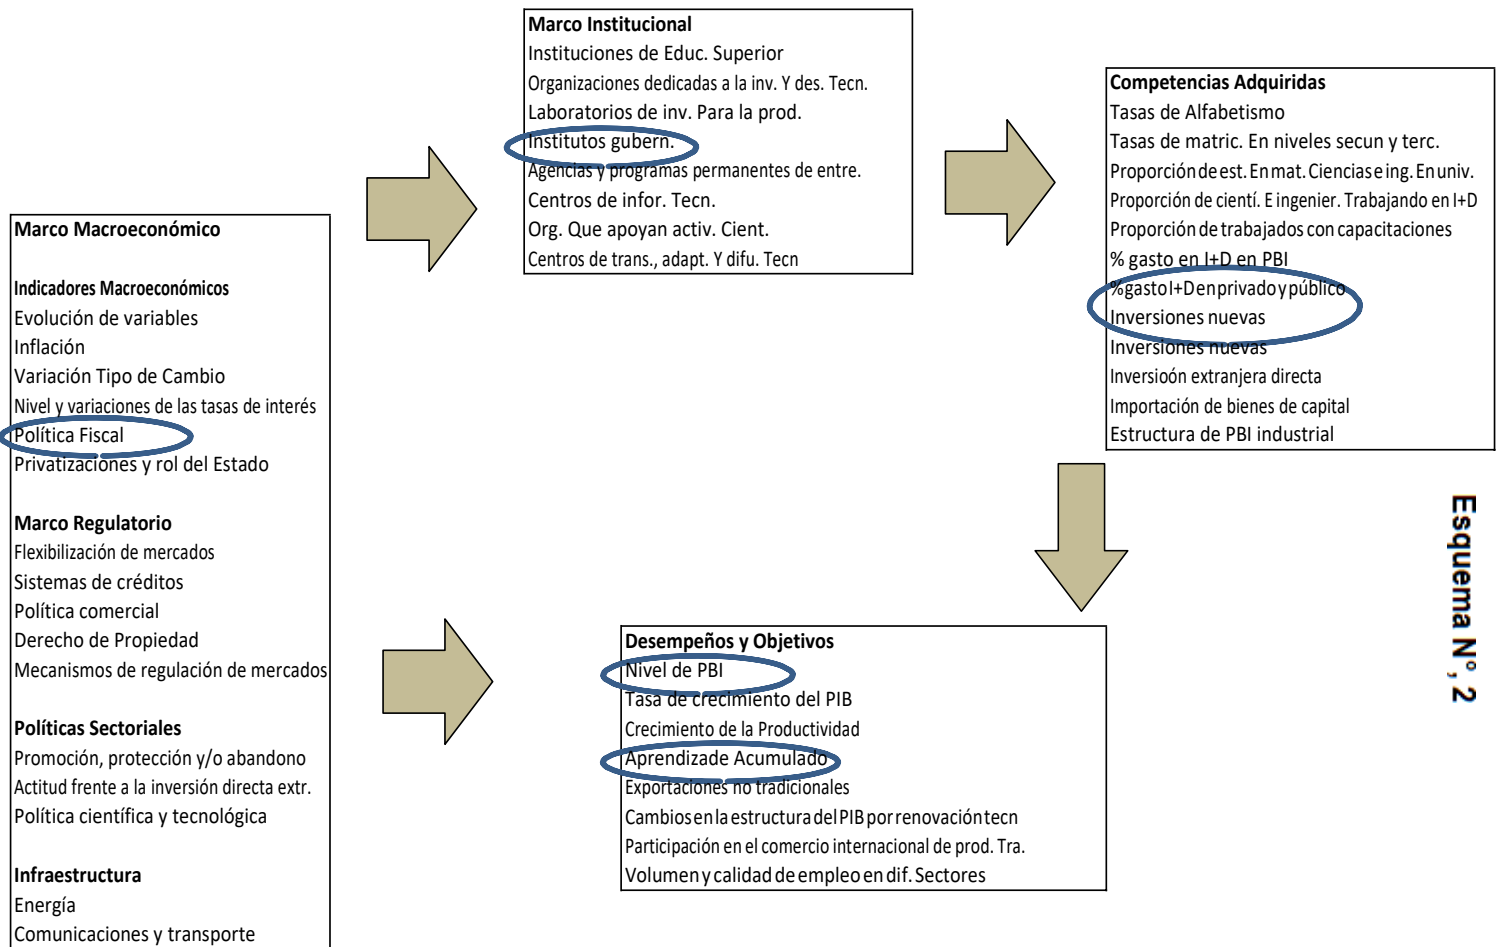 Marco Institucional
Instituciones de Educ. Superior
Organizaciones dedicadas a la inv. Y des. Tecn.
Laboratorios de inv. Para la prod.
Institutos gubern.
Agencias y programas permanentes de entre.
Centros de infor. Tecn.
Org. Que apoyan activ. Cient.
Centros de trans., adapt. Y difu. Tecn
Competencias Adquiridas
Tasas de Alfabetismo
Tasas de matric. En niveles secun y terc.
Proporción de est. En mat. Ciencias e ing. En univ.
Proporción de cientí. E ingenier. Trabajando en I+D
Proporción de trabajados con capacitaciones
% gasto en I+D en PBI
%gasto I+D en privado y público
Inversiones nuevas
Inversiones nuevas
Inversioón extranjera directa
Importación de bienes de capital
Estructura de PBI industrial
Marco Macroeconómico
Indicadores Macroeconómicos
Evolución de variables
Inflación
Variación Tipo de Cambio
Nivel y variaciones de las tasas de interés
Política Fiscal
Privatizaciones y rol del Estado
Marco Regulatorio
Flexibilización de mercados
Sistemas de créditos
Política comercial
Derecho de Propiedad
Mecanismos de regulación de mercados
Políticas Sectoriales
Promoción, protección y/o abandono
Actitud frente a la inversión directa extr.
Política científica y tecnológica
Infraestructura
Energía
Comunicaciones y transporte
Desempeños y Objetivos
Nivel de PBI
Tasa de crecimiento del PIB
Crecimiento de la Productividad
Aprendizade Acumulado
Exportaciones no tradicionales
Cambios en la estructura del PIB por renovación tecn
Participación en el comercio internacional de prod. Tra.
Volumen y calidad de empleo en dif. Sectores
Esquema N°, 2